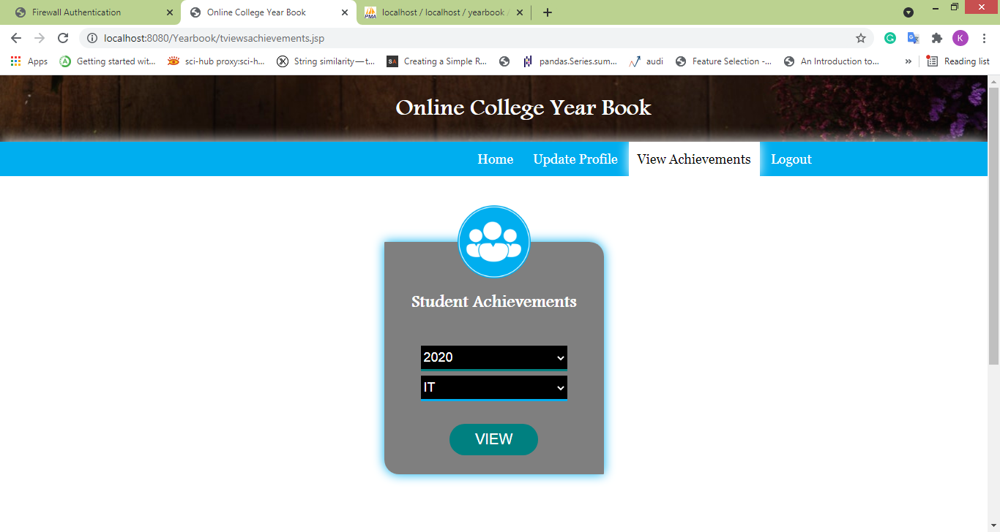 Firewall Authentication
Online College Year Book
localhost / localhost / yearbook /
PMA
localhost:8080/Yearbook/tviewsachievements.jsp
K
Apps
Getting started wit...
sci-hub proxy:sci-h...
String similarity — t...
SA
Creating a Simple R...
pandas.Series.sum...
audi
Feature Selection -...
An Introduction to...
»
Reading list
Online College Year Book
Home
Update Profile
View Achievements
Logout
Student Achievements
2020
IT
VIEW